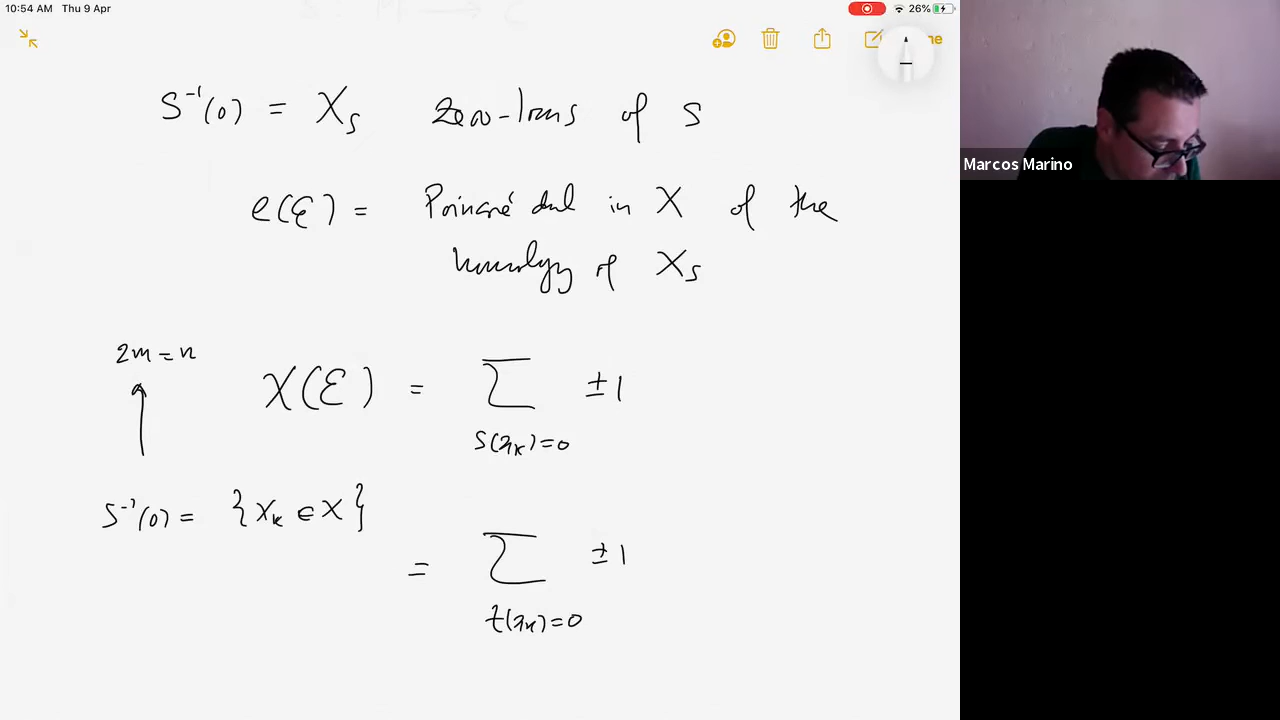 10:54 AM Thu 9 Apr
26%
S⁻¹(0) = X_s zero-locus of s
e(ℰ) = Poincaré dual in X of the
homology of X_s
2m = n
χ(ℰ) = Σ ±1
s(x_k)=0
S⁻¹(0) = {x_k ∈ X}
= Σ ±1
t(x_k)=0
Marcos Marino